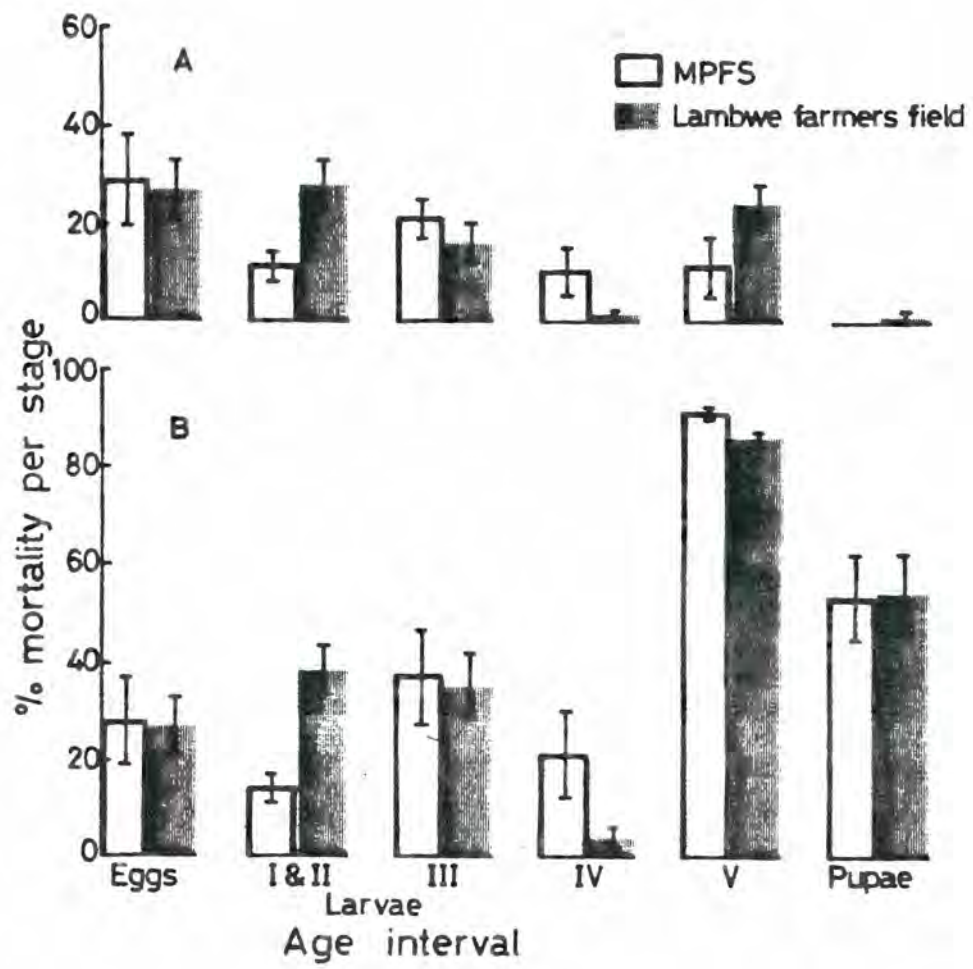 60
A
MPFS
Lambwe farmers field
40
20
0
100
B
80
60
40
20
0
% mortality per stage
Eggs I & II III IV V Pupae
Larvae
Age interval